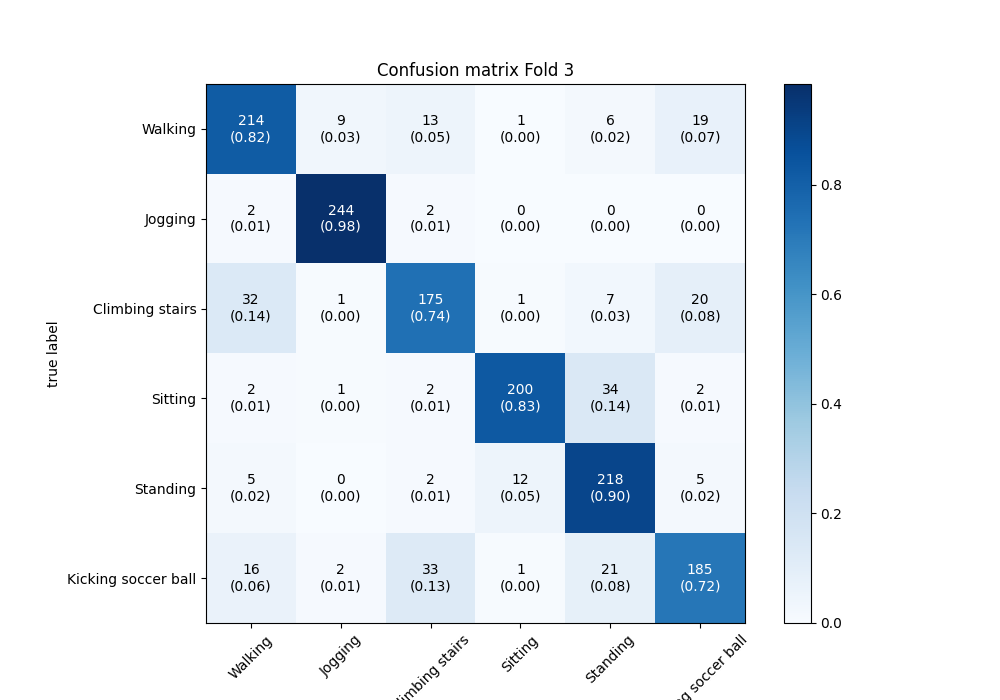 Confusion matrix Fold 3
Walking 214 9 13 1 6 19
(0.82) (0.03) (0.05) (0.00) (0.02) (0.07)
0.8
Jogging 2 244 2 0 0 0
(0.01) (0.98) (0.01) (0.00) (0.00) (0.00)
0.6
Climbing stairs 32 1 175 1 7 20
(0.14) (0.00) (0.74) (0.00) (0.03) (0.08)
true label
Sitting 2 1 2 200 34 2
(0.01) (0.00) (0.01) (0.83) (0.14) (0.01)
0.4
Standing 5 0 2 12 218 5
(0.02) (0.00) (0.01) (0.05) (0.90) (0.02)
0.2
Kicking soccer ball 16 2 33 1 21 185
(0.06) (0.01) (0.13) (0.00) (0.08) (0.72)
0.0
Walking
Jogging
limbing stairs
Sitting
Standing
g soccer ball